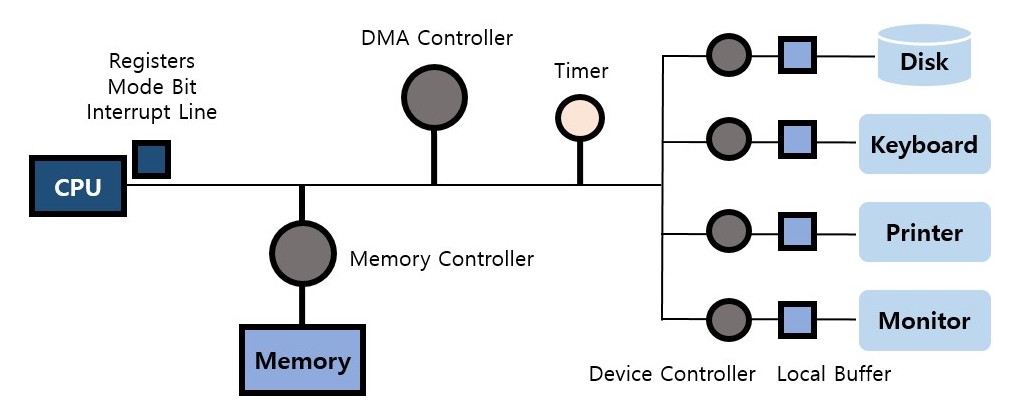 DMA Controller
Registers
Mode Bit
Interrupt Line
Timer
Disk
Keyboard
CPU
Printer
Memory Controller
Monitor
Memory
Device Controller
Local Buffer